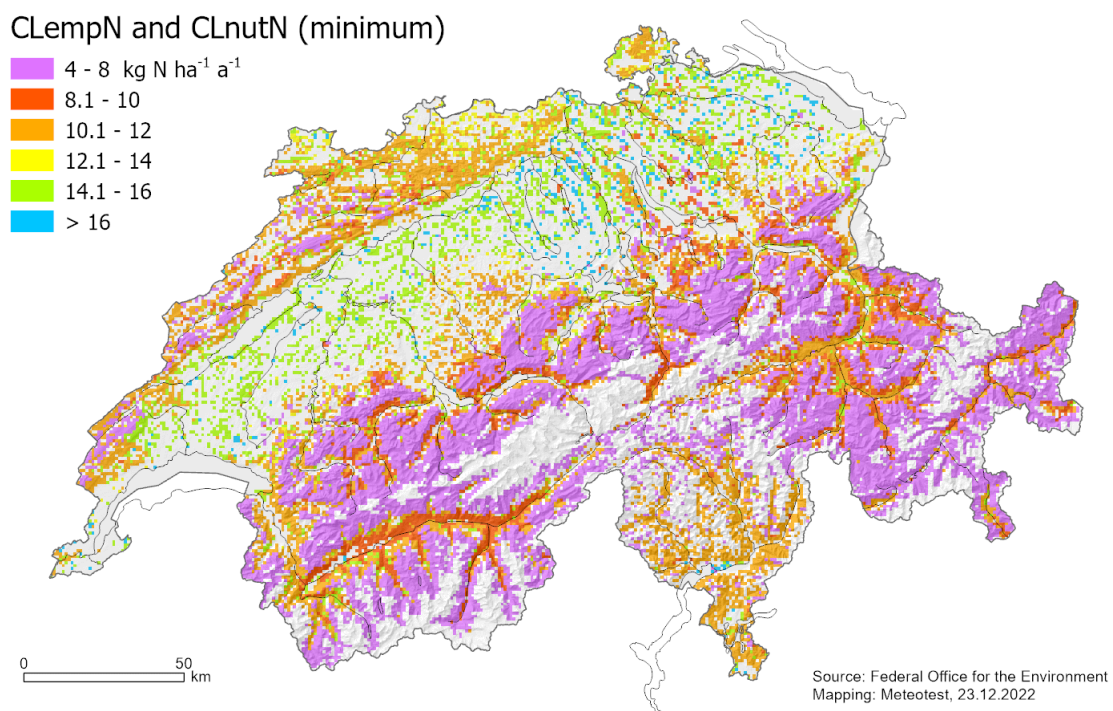 CLempN and CLnutN (minimum)
4 - 8 kg N ha⁻¹ a⁻¹
8.1 - 10
10.1 - 12
12.1 - 14
14.1 - 16
> 16
0 50
km
Source: Federal Office for the Environment
Mapping: Meteotest, 23.12.2022